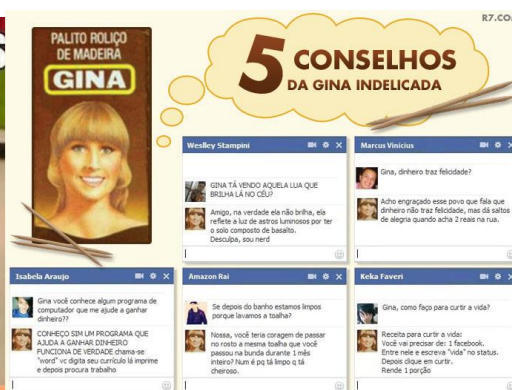 R7.CO
PALITO ROLIÇO
DE MADEIRA
GINA
5 CONSELHOS
DA GINA INDELICADA
Weslley Stampini
GINA TÁ VENDO AQUELA LUA QUE
BRILHA LÁ NO CÉU?
Amigo, na verdade ela não brilha, ela
reflete a luz de astros luminosos por ter
o solo composto de basalto.
Desculpa, sou nerd
Marcus Vinicius
Gina, dinheiro traz felicidade?
Acho engraçado esse povo que fala que
dinheiro não traz felicidade, mas dá saltos
de alegria quando acha 2 reais na rua.
Isabela Araujo
Gina você conhece algum programa de
computador que me ajude a ganhar
dinheiro??
CONHEÇO SIM UM PROGRAMA QUE
AJUDA A GANHAR DINHEIRO
FUNCIONA DE VERDADE chama-se
"word" vc digita seu currículo lá imprime
e depois procura trabalho
Amazon Rai
Se depois do banho estamos limpos
porque lavamos a toalha?
Nossa, você teria coragem de passar
no rosto a mesma toalha que você
passou na bunda durante 1 mês
inteiro? Num é pq tá limpo q tá
cheiroso.
Keka Faveri
Gina, como faço para curtir a vida?
Receita para curtir a vida:
Você vai precisar de: 1 facebook.
Entre nele e escreva "vida" no status.
Depois clique em curtir.
Rende 1 porção